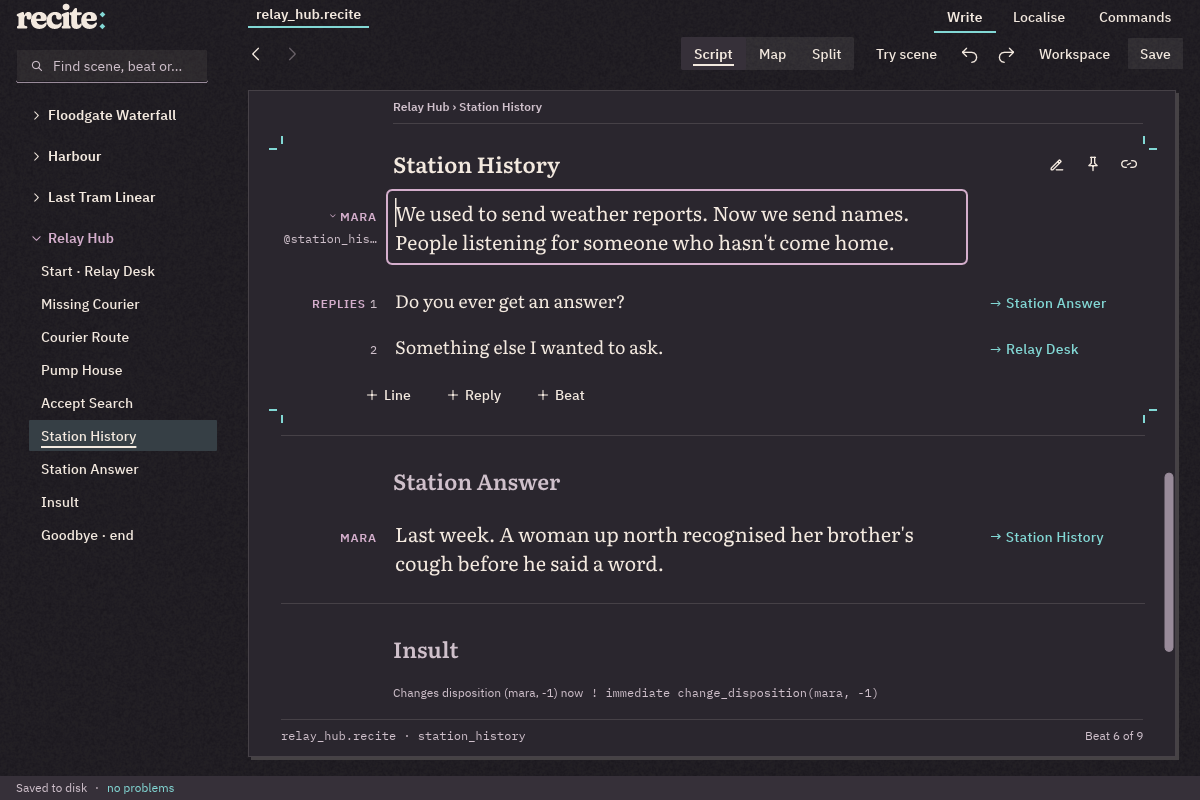 recite:
relay_hub.recite
Write
Localise
Commands
Find scene, beat or...
Script
Map
Split
Try scene
Workspace
Save
Floodgate Waterfall
Harbour
Last Tram Linear
Relay Hub
Start · Relay Desk
Missing Courier
Courier Route
Pump House
Accept Search
Station History
Station Answer
Insult
Goodbye · end
Relay Hub › Station History
Station History
MARA
@station_his…
We used to send weather reports. Now we send names.
People listening for someone who hasn't come home.
REPLIES 1
Do you ever get an answer?
→ Station Answer
2
Something else I wanted to ask.
→ Relay Desk
+ Line
+ Reply
+ Beat
Station Answer
MARA
Last week. A woman up north recognised her brother's
cough before he said a word.
→ Station History
Insult
Changes disposition (mara, -1) now ! immediate change_disposition(mara, -1)
relay_hub.recite · station_history
Beat 6 of 9
Saved to disk · no problems